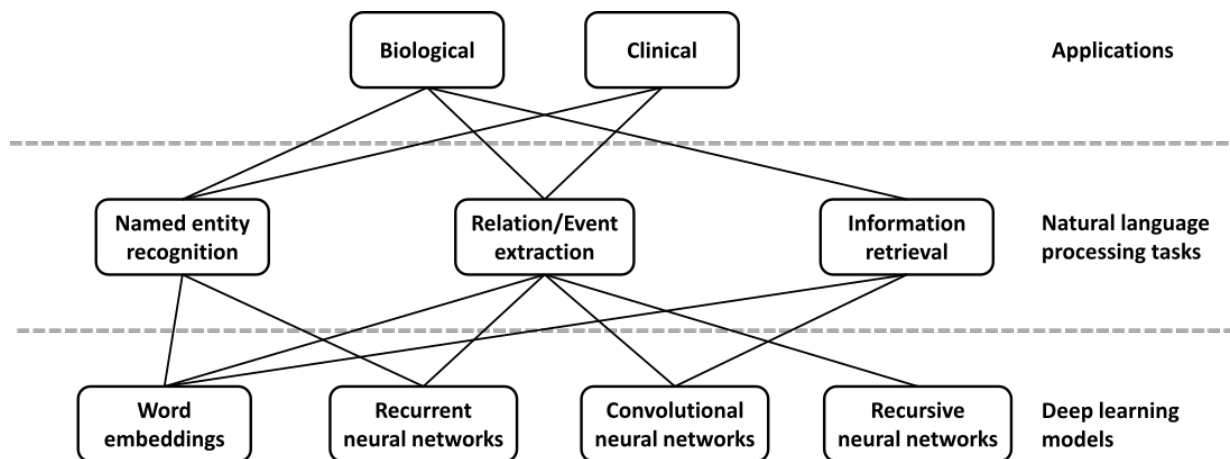 Biological
Clinical
Applications
Named entity
recognition
Relation/Event
extraction
Information
retrieval
Natural language
processing tasks
Word
embeddings
Recurrent
neural networks
Convolutional
neural networks
Recursive
neural networks
Deep learning
models